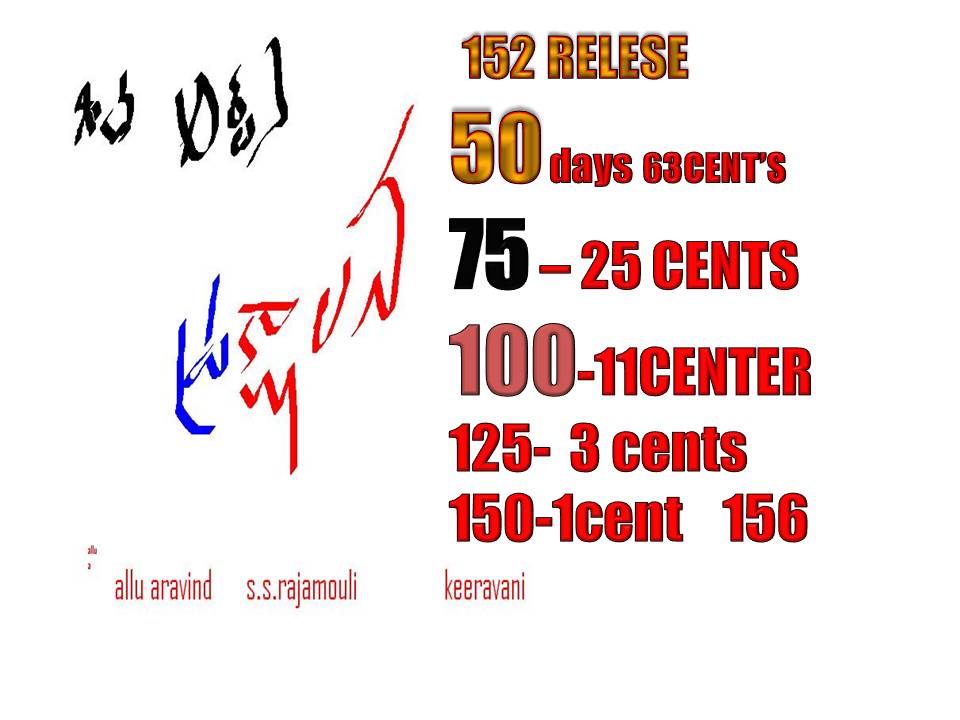 152 RELESE
50 days 63CENT'S
75 – 25 CENTS
100-11CENTER
125- 3 cents
150-1cent 156
allu
a
allu aravind s.s.rajamouli keeravani